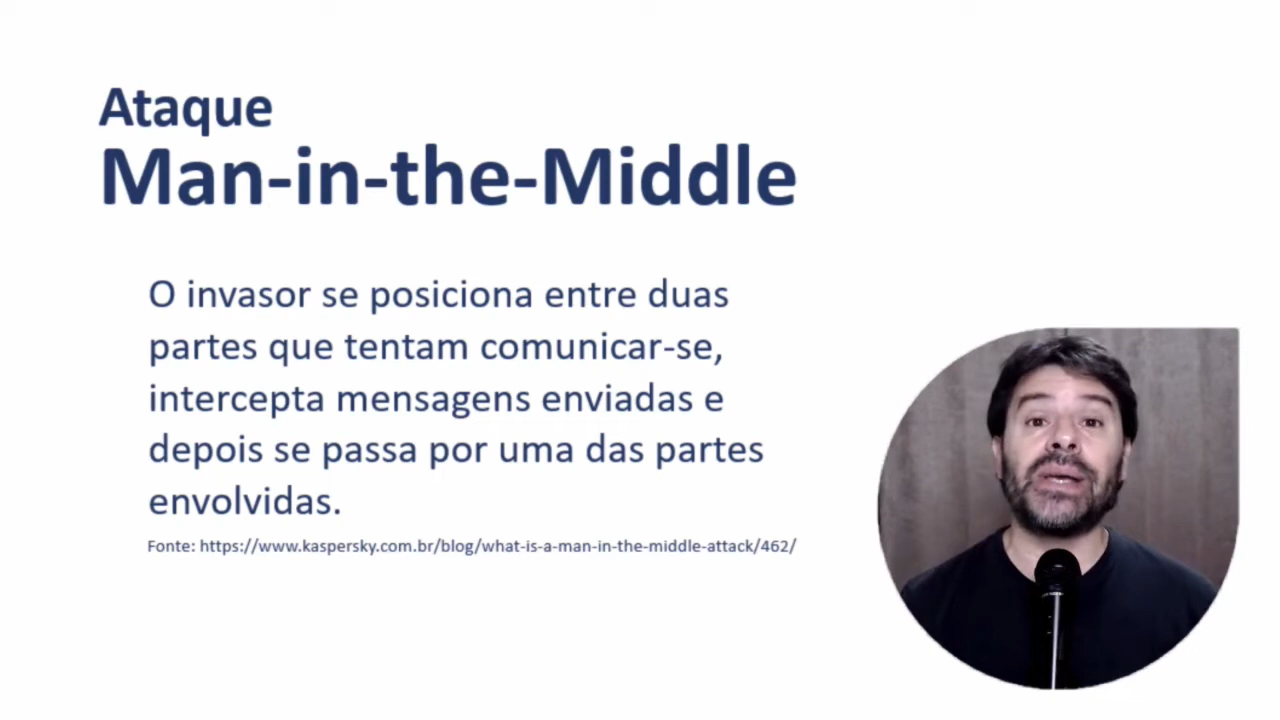 Ataque
Man-in-the-Middle
O invasor se posiciona entre duas
partes que tentam comunicar-se,
intercepta mensagens enviadas e
depois se passa por uma das partes
envolvidas.
Fonte: https://www.kaspersky.com.br/blog/what-is-a-man-in-the-middle-attack/462/